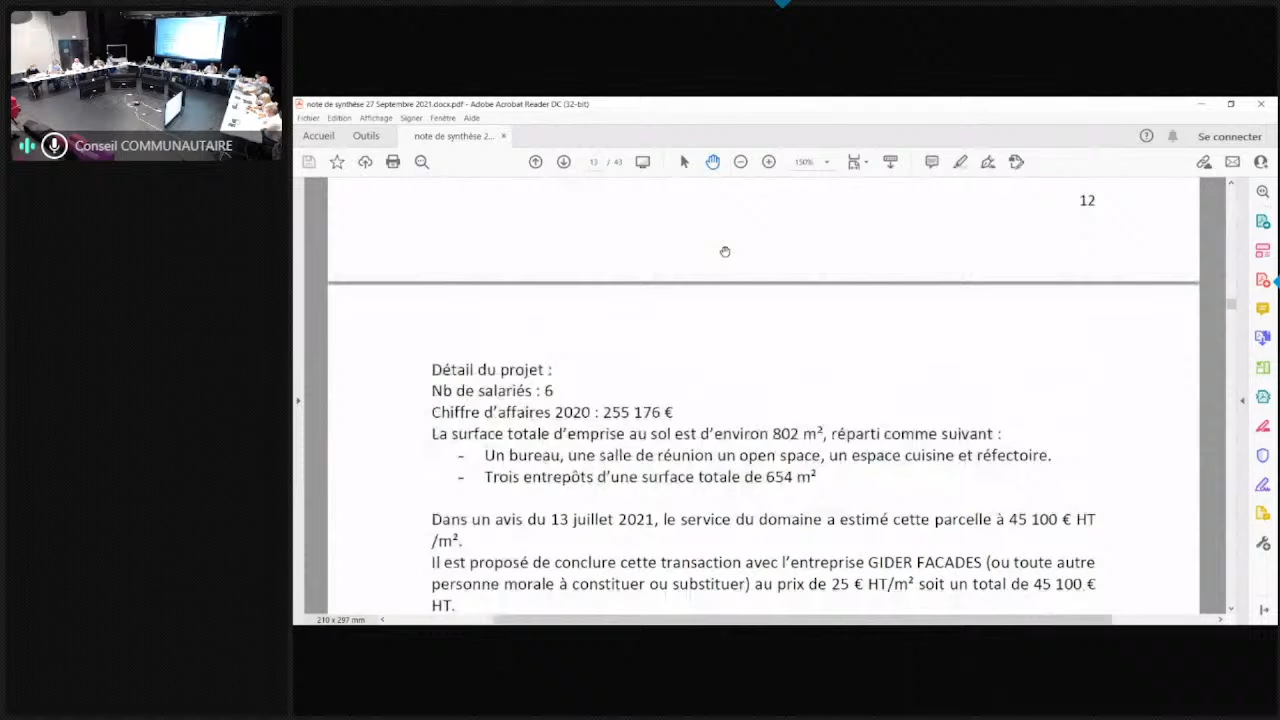 Conseil COMMUNAUTAIRE
note de synthèse 27 Septembre 2021.docx.pdf - Adobe Acrobat Reader DC (32-bit)
Fichier Edition Affichage Signer Fenêtre Aide
Accueil Outils note de synthèse 2... × Se connecter
13 / 43 150%
12
Détail du projet :
Nb de salariés : 6
Chiffre d'affaires 2020 : 255 176 €
La surface totale d'emprise au sol est d'environ 802 m², réparti comme suivant :
- Un bureau, une salle de réunion un open space, un espace cuisine et réfectoire.
- Trois entrepôts d'une surface totale de 654 m²
Dans un avis du 13 juillet 2021, le service du domaine a estimé cette parcelle à 45 100 € HT
/m².
Il est proposé de conclure cette transaction avec l'entreprise GIDER FACADES (ou toute autre
personne morale à constituer ou substituer) au prix de 25 € HT/m² soit un total de 45 100 €
HT.
210 x 297 mm